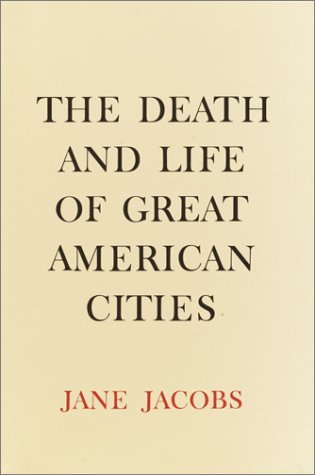 THE DEATH
AND LIFE
OF GREAT
AMERICAN
CITIES
JANE JACOBS